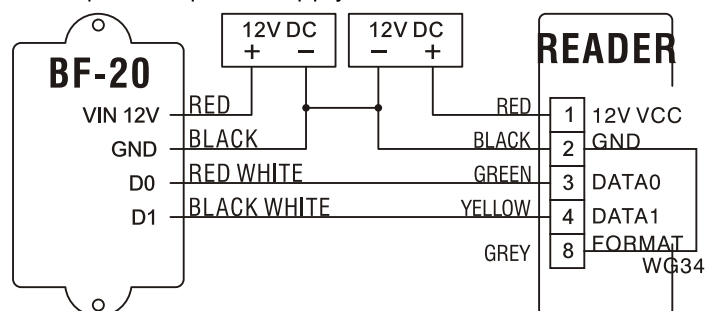 12V DC
+ −
12V DC
− +
BF-20
VIN 12V
GND
D0
D1
RED
BLACK
RED WHITE
BLACK WHITE
RED
BLACK
GREEN
YELLOW
GREY
READER
1 12V VCC
2 GND
3 DATA0
4 DATA1
8 FORMAT
WG34